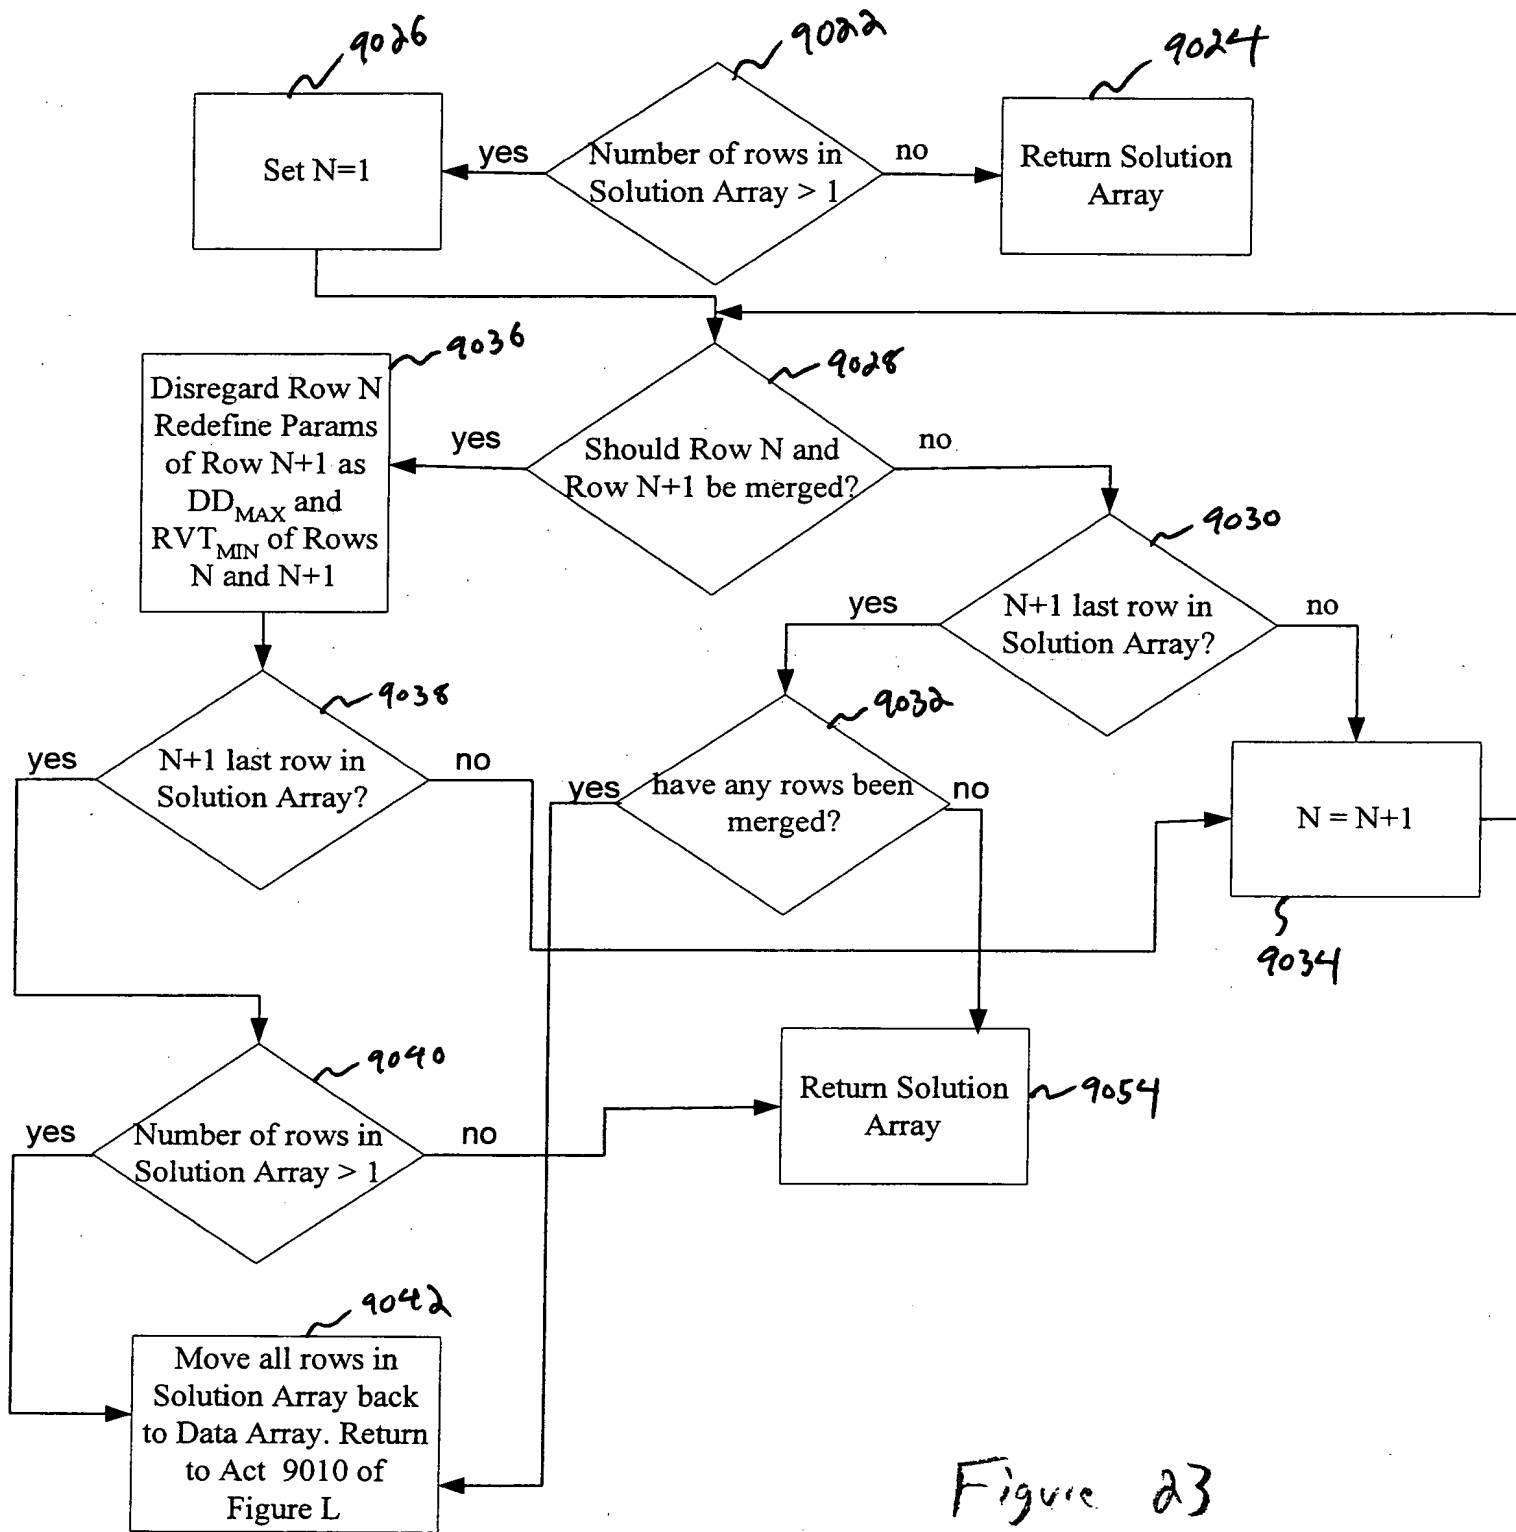 9026
9022
9024
Set N=1
yes
Number of rows in
Solution Array > 1
no
Return Solution
Array
9036
9028
Disregard Row N
Redefine Params
of Row N+1 as
DD_MAX and
RVT_MIN of Rows
N and N+1
yes
Should Row N and
Row N+1 be merged?
no
9030
yes
N+1 last row in
Solution Array?
no
9038
9032
yes
N+1 last row in
Solution Array?
no
yes
have any rows been
merged?
no
N = N+1
9034
9040
yes
Number of rows in
Solution Array > 1
no
Return Solution
Array
9054
9042
Move all rows in
Solution Array back
to Data Array. Return
to Act 9010 of
Figure L
Figure 23